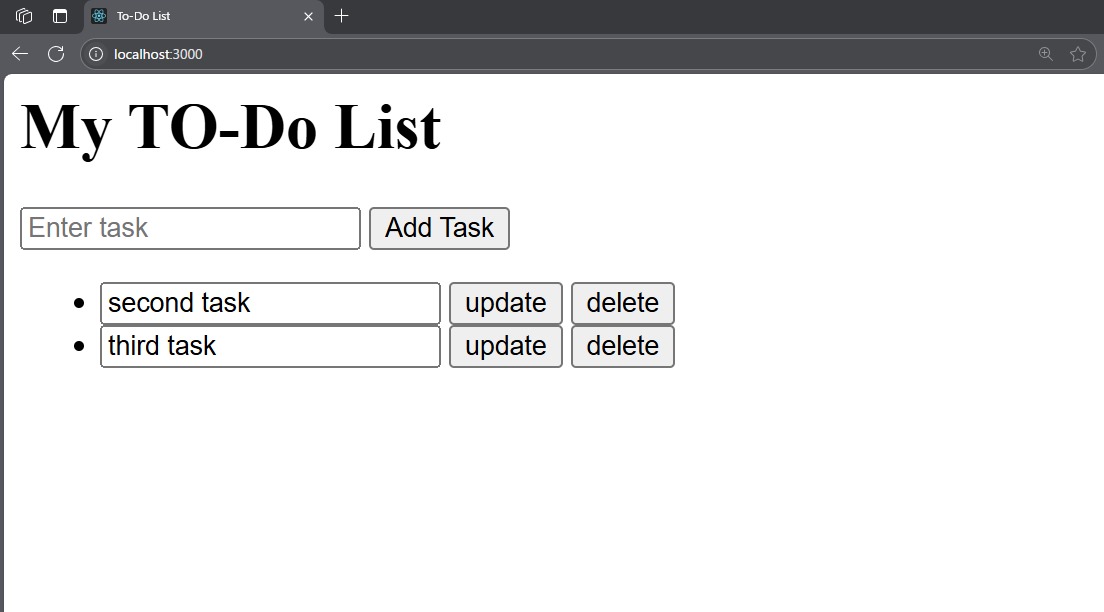 To-Do List
localhost:3000
My TO-Do List
Enter task Add Task
second task update delete
third task update delete